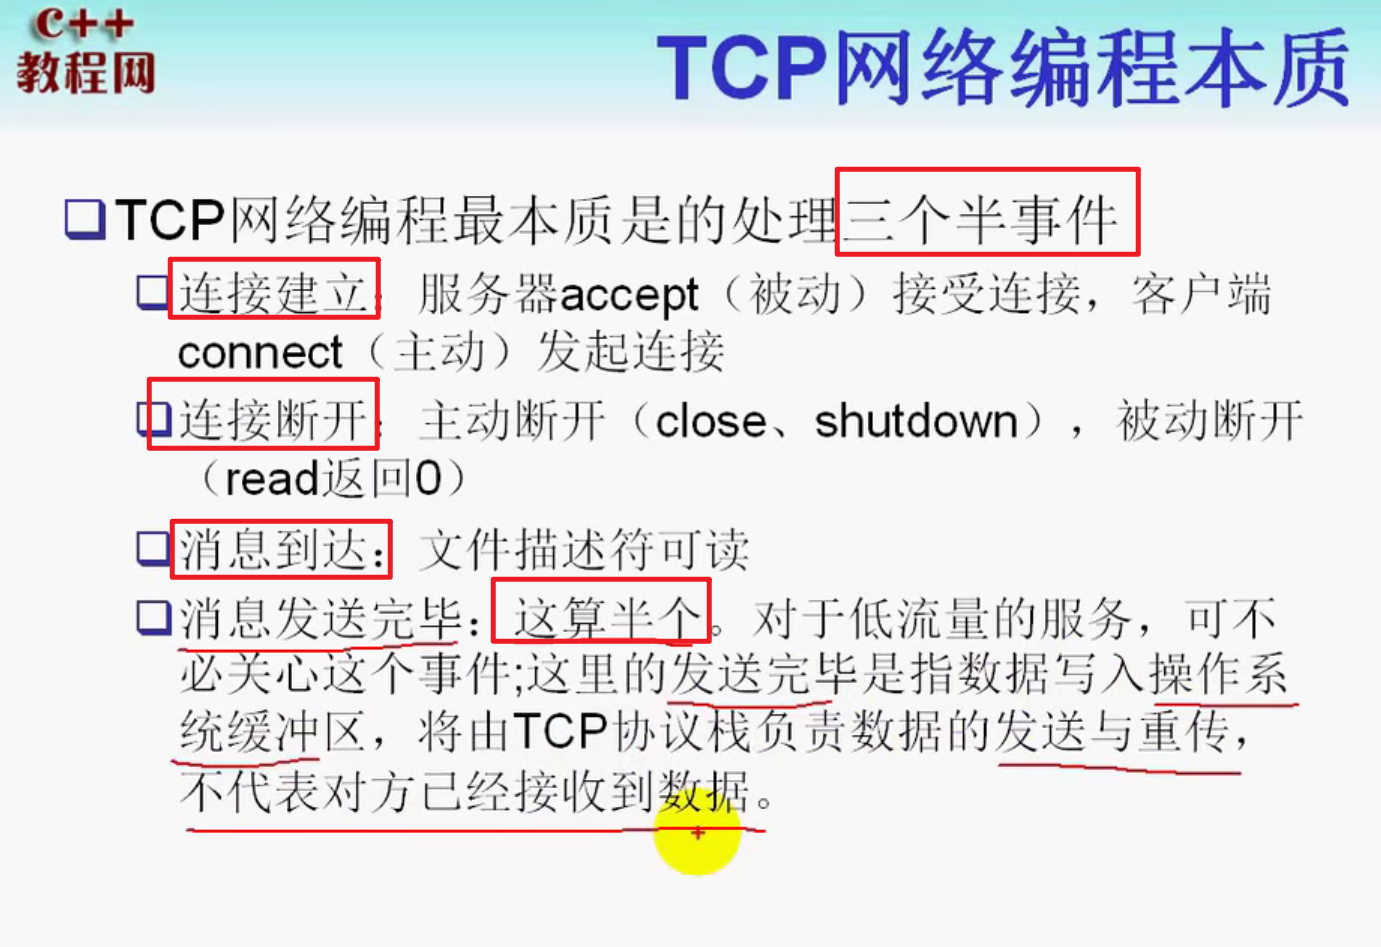 C++
教程网
TCP网络编程本质
TCP网络编程最本质是的处理三个半事件
连接建立：服务器accept（被动）接受连接，客户端
connect（主动）发起连接
连接断开：主动断开（close、shutdown），被动断开
（read返回0）
消息到达：文件描述符可读
消息发送完毕：这算半个。对于低流量的服务，可不
必关心这个事件;这里的发送完毕是指数据写入操作系
统缓冲区，将由TCP协议栈负责数据的发送与重传，
不代表对方已经接收到数据。